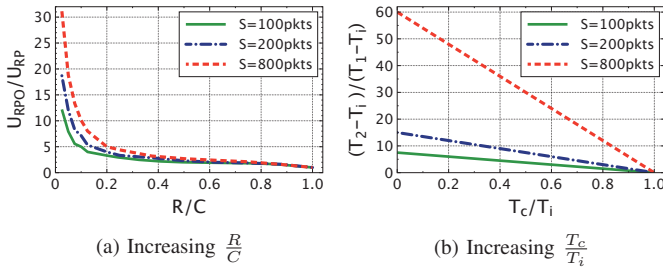 30
25
20
15
10
5
0
U_RPO/U_RP
S=100pkts
S=200pkts
S=800pkts
0 0.2 0.4 0.6 0.8 1.0
R/C
(a) Increasing R/C
60
50
40
30
20
10
0
(T_2−T_i)/(T_1−T_i)
S=100pkts
S=200pkts
S=800pkts
0 0.2 0.4 0.6 0.8 1.0
T_c/T_i
(b) Increasing T_c/T_i